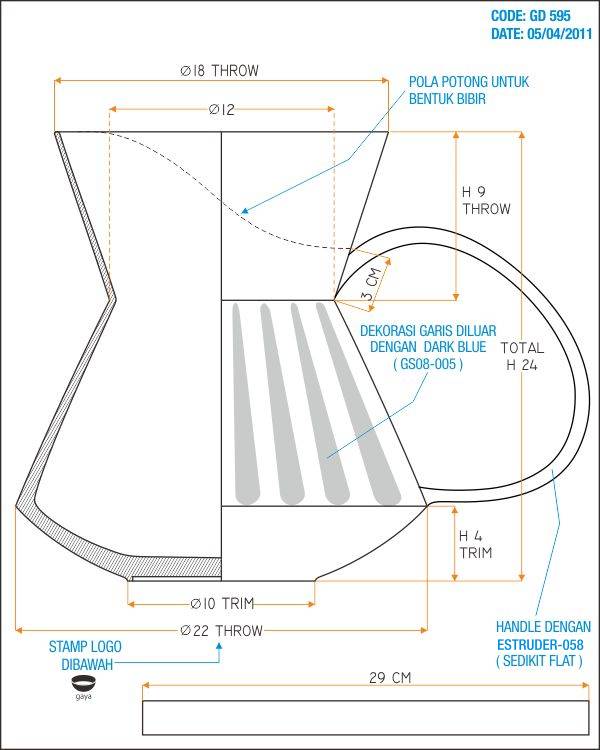 CODE: GD 595
DATE: 05/04/2011
Ø18 THROW
POLA POTONG UNTUK
BENTUK BIBIR
Ø12
H 9
THROW
3 CM
DEKORASI GARIS DILUAR
DENGAN DARK BLUE
( GS08-005 )
TOTAL
H 24
H 4
TRIM
Ø10 TRIM
Ø22 THROW
HANDLE DENGAN
ESTRUDER-058
( SEDIKIT FLAT )
STAMP LOGO
DIBAWAH
gaya
29 CM